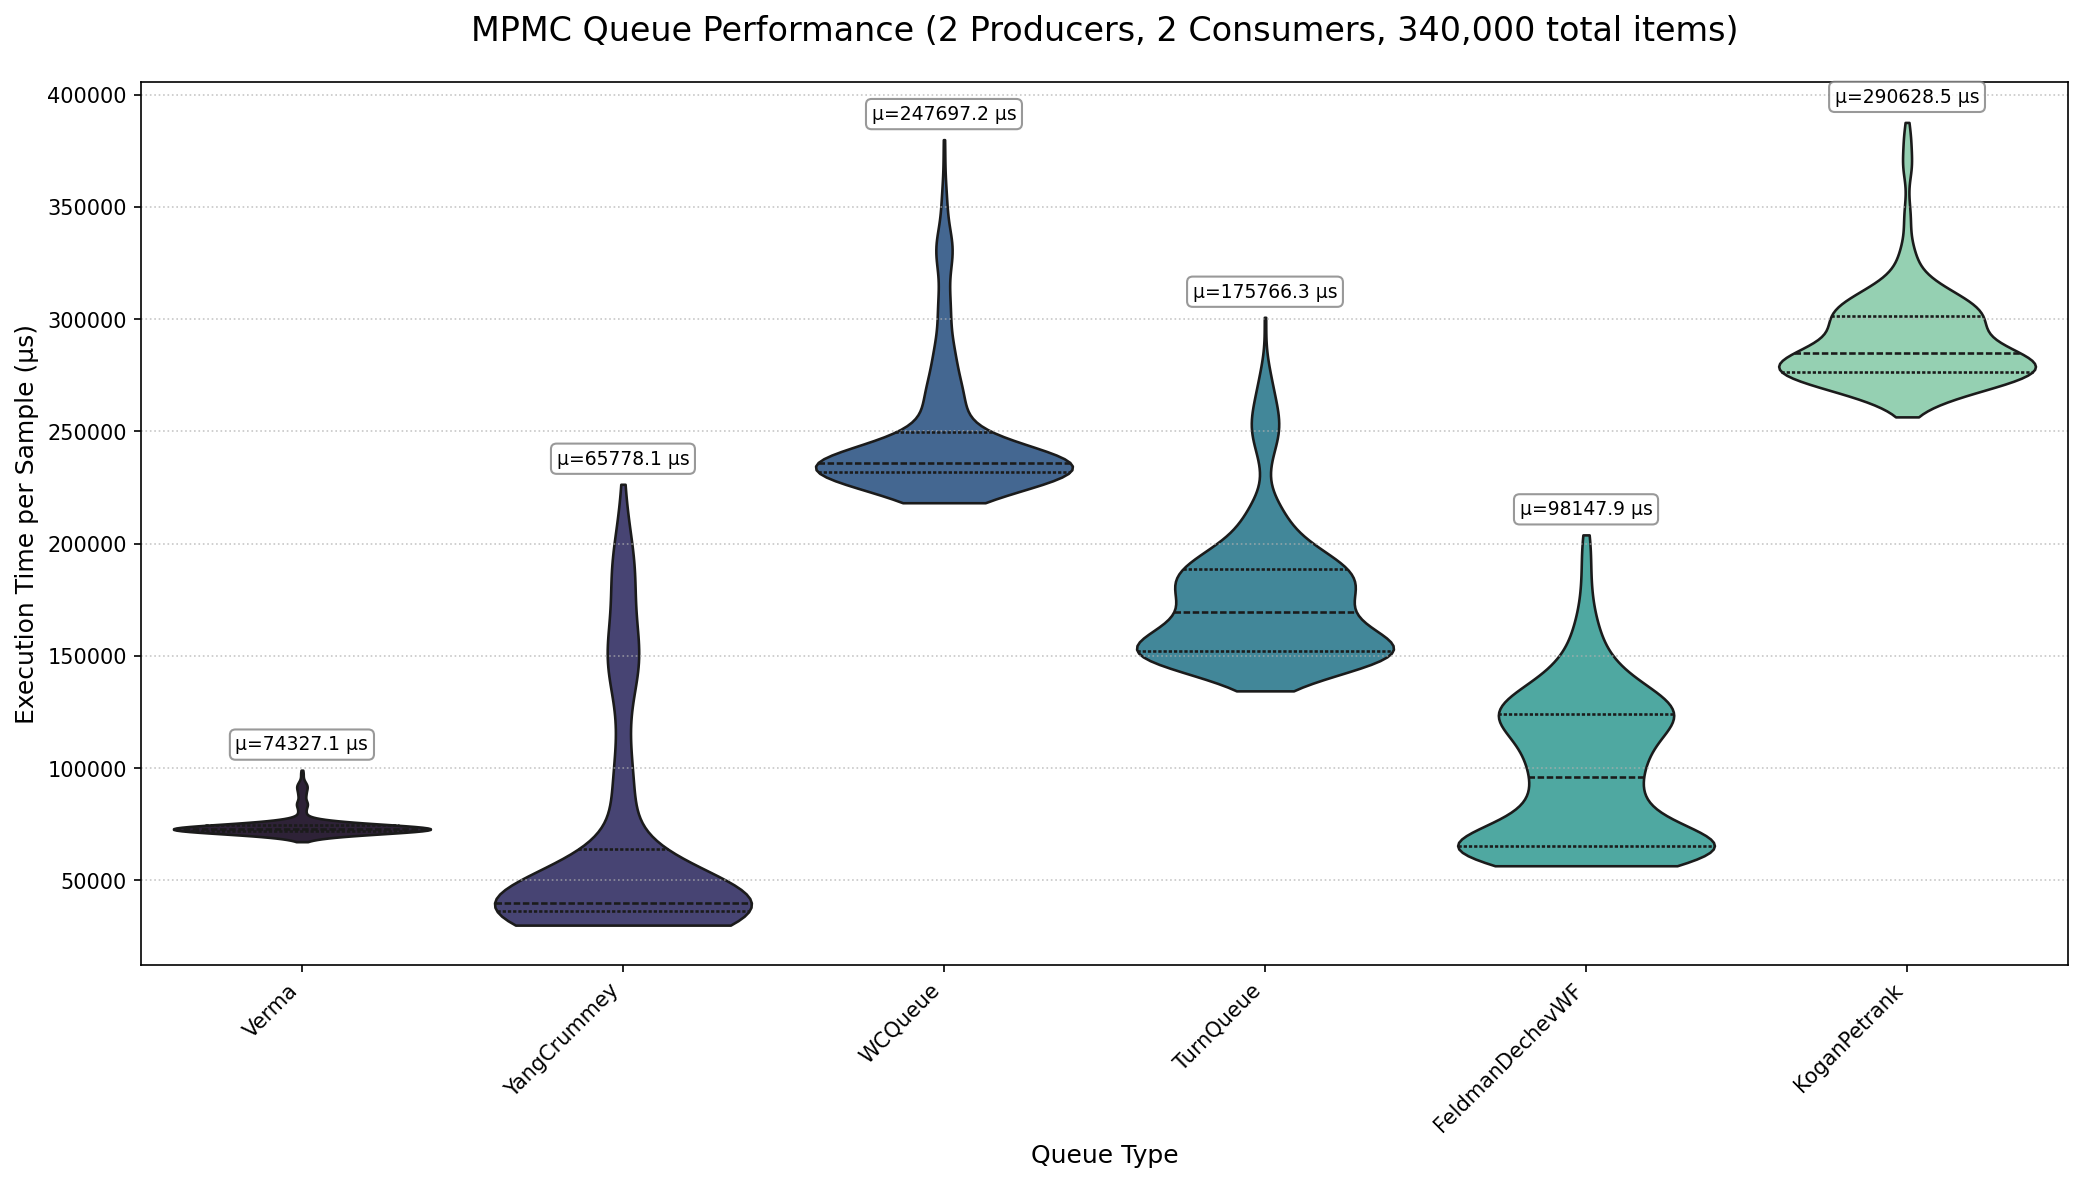 MPMC Queue Performance (2 Producers, 2 Consumers, 340,000 total items)
400000
350000
300000
250000
200000
150000
100000
50000
Execution Time per Sample (µs)
µ=74327.1 µs
µ=65778.1 µs
µ=247697.2 µs
µ=175766.3 µs
µ=98147.9 µs
µ=290628.5 µs
Verma
YangCrummey
WCQueue
TurnQueue
FeldmanDechevWF
KoganPetrank
Queue Type